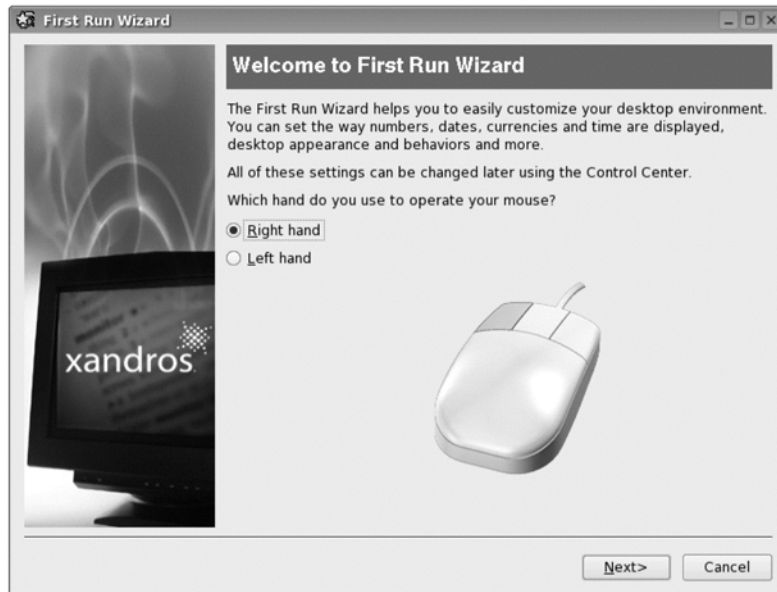 First Run Wizard
Welcome to First Run Wizard
The First Run Wizard helps you to easily customize your desktop environment.
You can set the way numbers, dates, currencies and time are displayed,
desktop appearance and behaviors and more.
All of these settings can be changed later using the Control Center.
Which hand do you use to operate your mouse?
Right hand
Left hand
xandros
Next>
Cancel